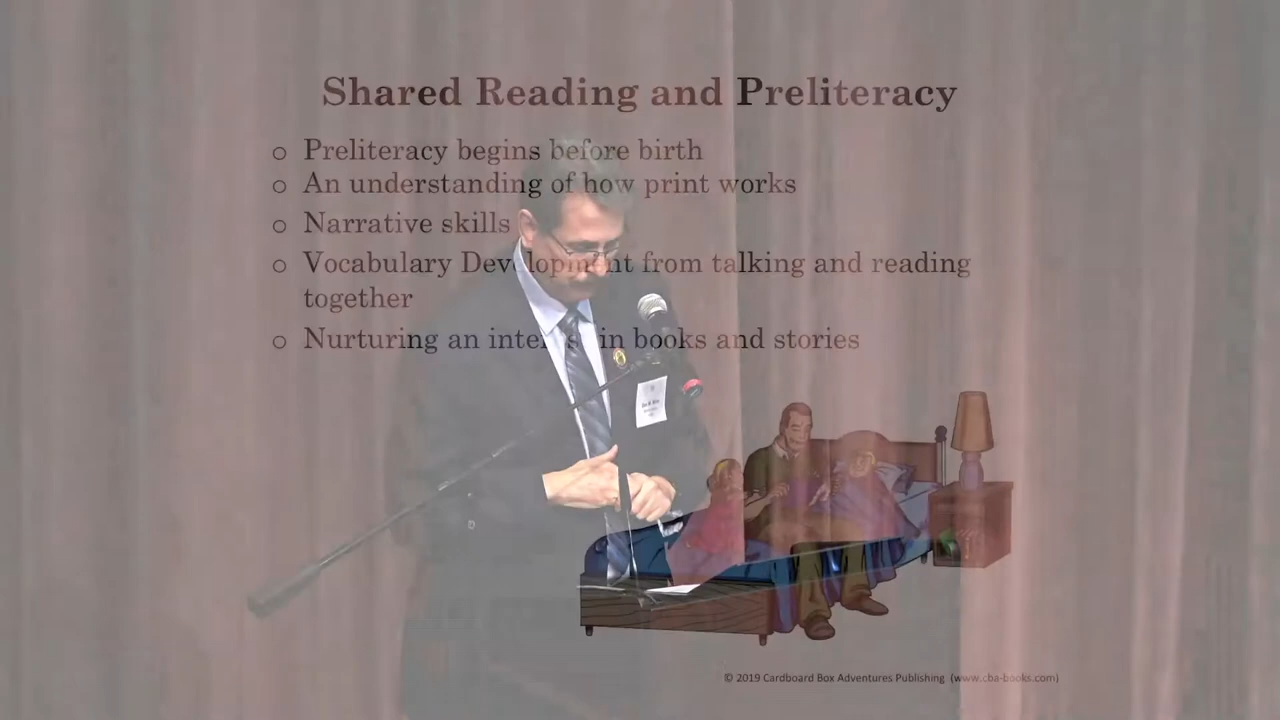 Shared Reading and Preliteracy
o Preliteracy begins before birth
o An understanding of how print works
o Narrative skills
o Vocabulary Development from talking and reading
together
o Nurturing an interest in books and stories
© 2019 Cardboard Box Adventures Publishing (www.cba-books.com)